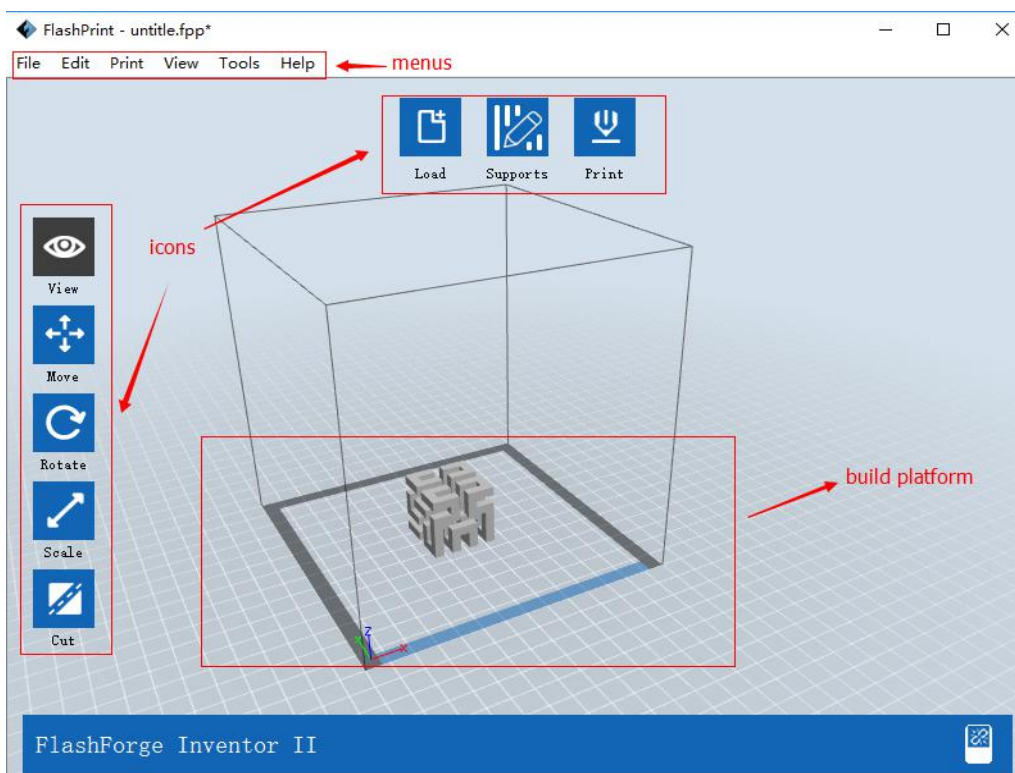 FlashPrint - untitle.fpp*
File Edit Print View Tools Help
menus
Load Supports Print
icons
View
Move
Rotate
Scale
Cut
build platform
Z
X
FlashForge Inventor II